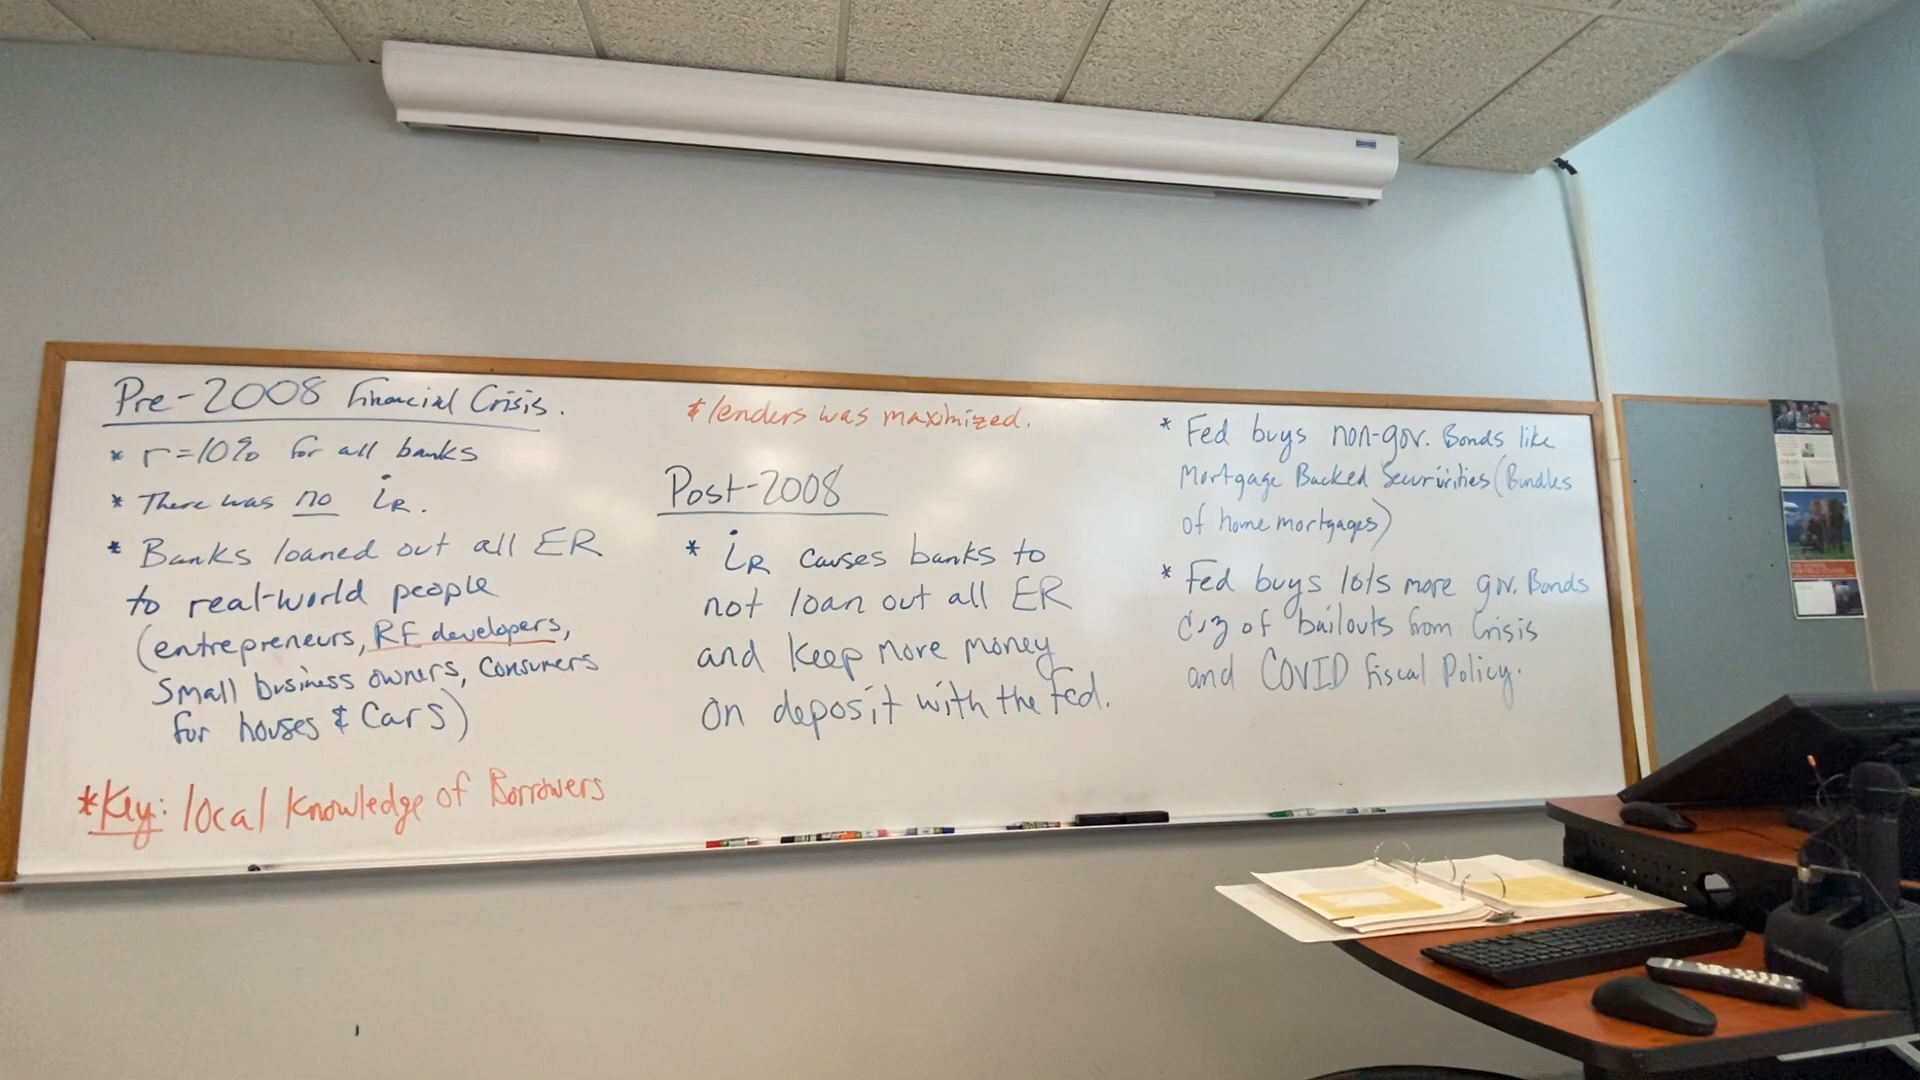 Pre-2008 Financial Crisis.
* r=10% for all banks
* There was no iR.
* Banks loaned out all ER
to real-world people
(entrepreneurs, RE developers,
Small business owners, Consumers
for houses & Cars)
*Key: local Knowledge of Borrowers
& lenders was maximized.
Post-2008
* iR causes banks to
not loan out all ER
and keep more money
on deposit with the Fed.
* Fed buys non-gov. Bonds like
Mortgage Backed Securities (Bundles
of home mortgages)
* Fed buys lots more gov. Bonds
cuz of bailouts from Crisis
and COVID Fiscal Policy.